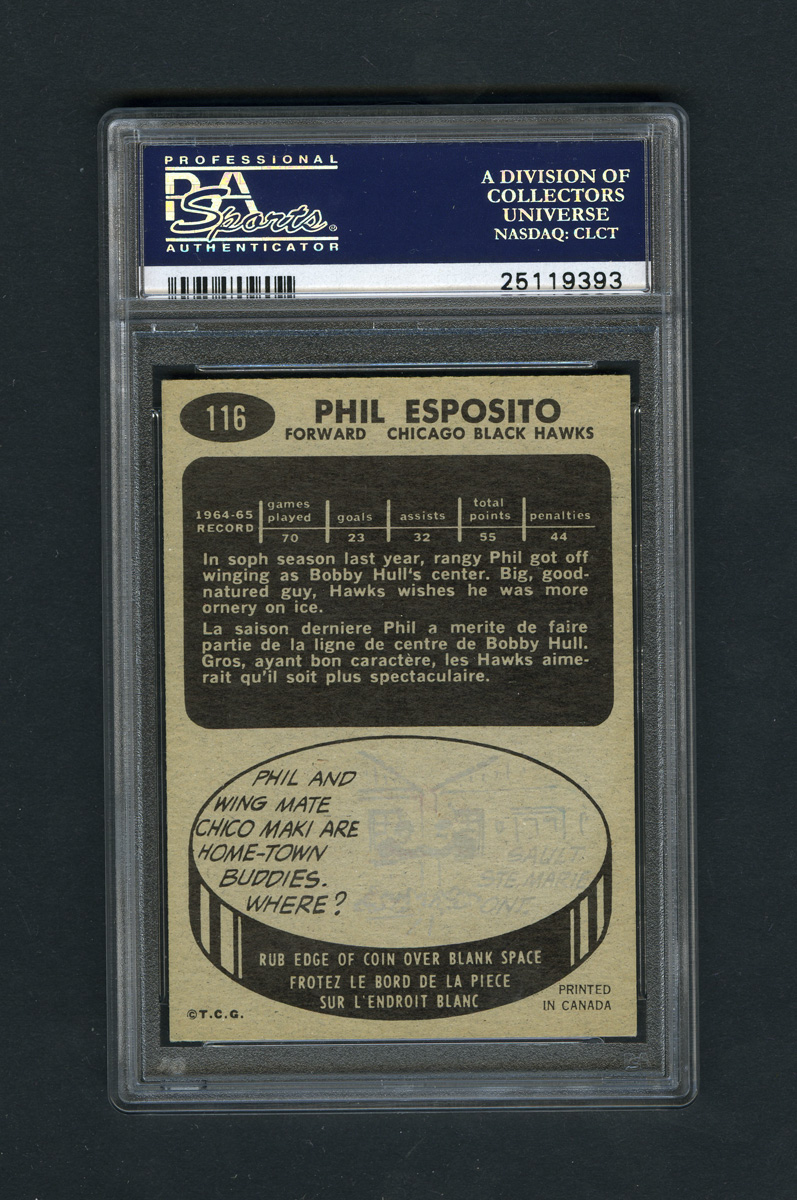 PROFESSIONAL
PSA
Sports®
AUTHENTICATOR
A DIVISION OF
COLLECTORS
UNIVERSE
NASDAQ: CLCT
25119393
116
PHIL ESPOSITO
FORWARD CHICAGO BLACK HAWKS
1964-65 RECORD games played goals assists total points penalties
70 23 32 55 44
In soph season last year, rangy Phil got off
winging as Bobby Hull's center. Big, good-
natured guy, Hawks wishes he was more
ornery on ice.
La saison derniere Phil a merite de faire
partie de la ligne de centre de Bobby Hull.
Gros, ayant bon caractère, les Hawks aime-
rait qu'il soit plus spectaculaire.
PHIL AND
WING MATE
CHICO MAKI ARE
HOME-TOWN
BUDDIES.
WHERE?
SAULT
STE. MARIE
ONE
RUB EDGE OF COIN OVER BLANK SPACE
FROTEZ LE BORD DE LA PIECE
SUR L'ENDROIT BLANC
PRINTED
IN CANADA
©T.C.G.